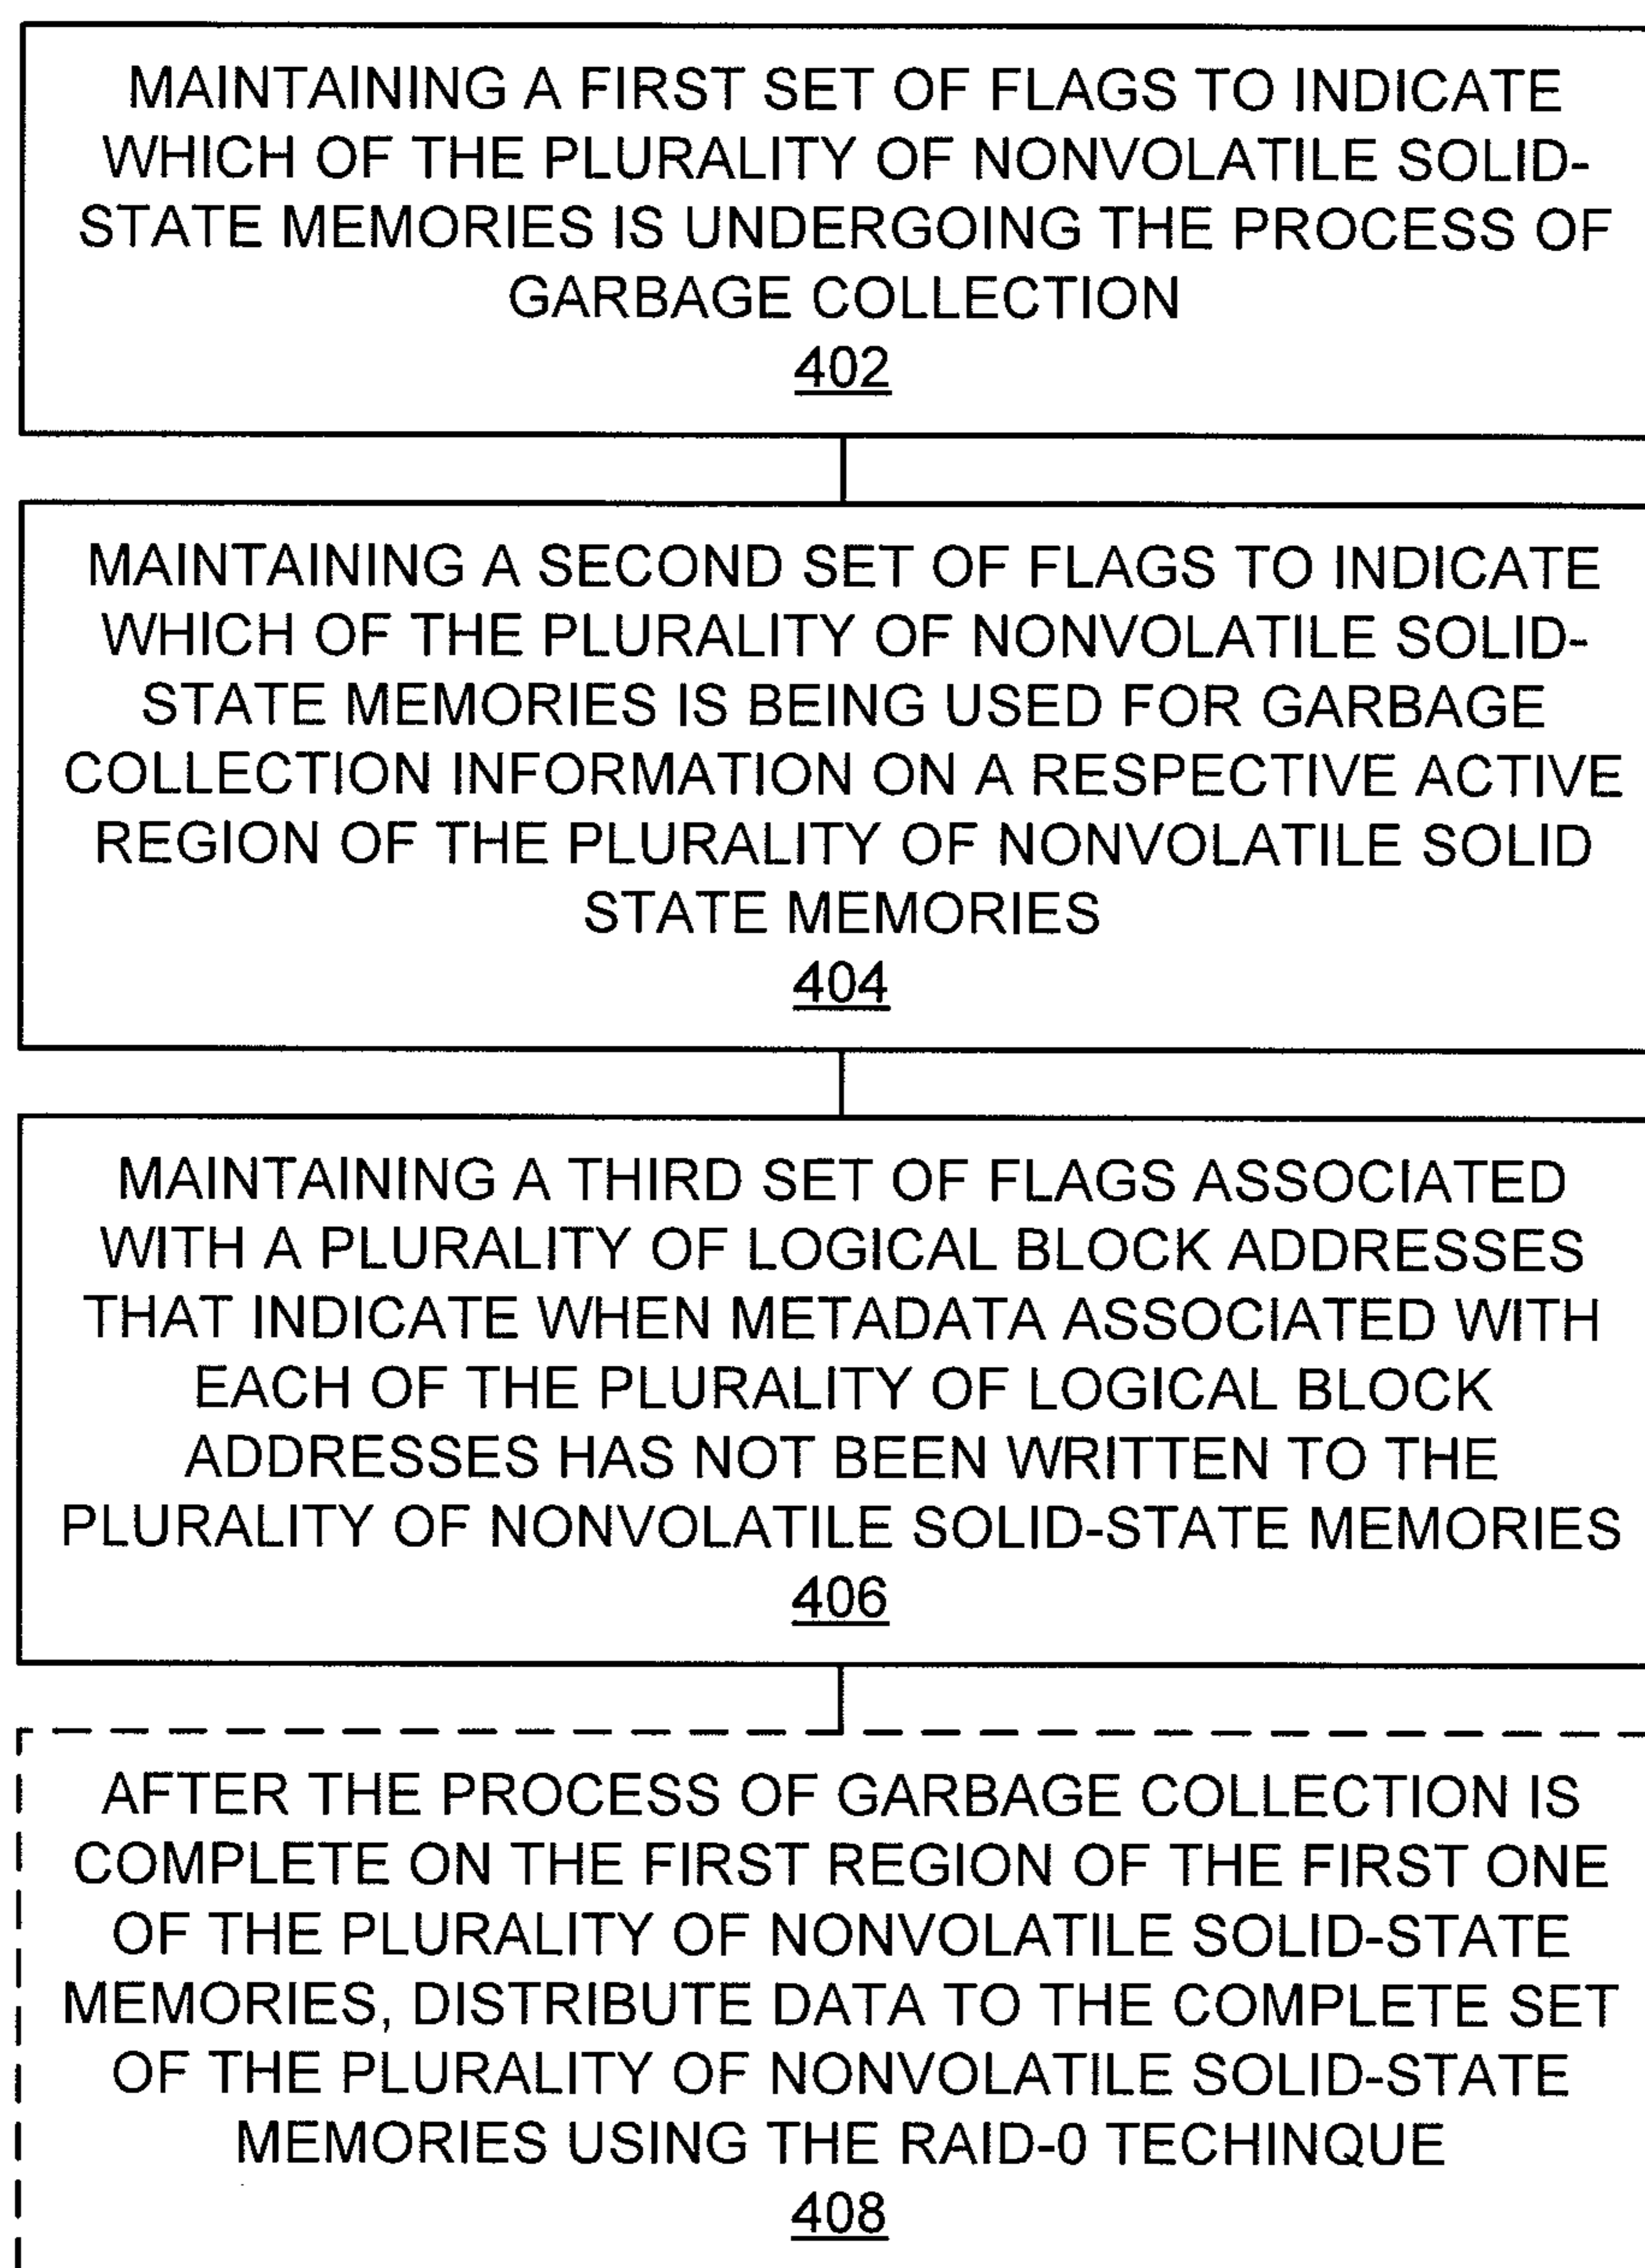 MAINTAINING A FIRST SET OF FLAGS TO INDICATE
WHICH OF THE PLURALITY OF NONVOLATILE SOLID-
STATE MEMORIES IS UNDERGOING THE PROCESS OF
GARBAGE COLLECTION
402
MAINTAINING A SECOND SET OF FLAGS TO INDICATE
WHICH OF THE PLURALITY OF NONVOLATILE SOLID-
STATE MEMORIES IS BEING USED FOR GARBAGE
COLLECTION INFORMATION ON A RESPECTIVE ACTIVE
REGION OF THE PLURALITY OF NONVOLATILE SOLID
STATE MEMORIES
404
MAINTAINING A THIRD SET OF FLAGS ASSOCIATED
WITH A PLURALITY OF LOGICAL BLOCK ADDRESSES
THAT INDICATE WHEN METADATA ASSOCIATED WITH
EACH OF THE PLURALITY OF LOGICAL BLOCK
ADDRESSES HAS NOT BEEN WRITTEN TO THE
PLURALITY OF NONVOLATILE SOLID-STATE MEMORIES
406
AFTER THE PROCESS OF GARBAGE COLLECTION IS
COMPLETE ON THE FIRST REGION OF THE FIRST ONE
OF THE PLURALITY OF NONVOLATILE SOLID-STATE
MEMORIES, DISTRIBUTE DATA TO THE COMPLETE SET
OF THE PLURALITY OF NONVOLATILE SOLID-STATE
MEMORIES USING THE RAID-0 TECHINQUE
408